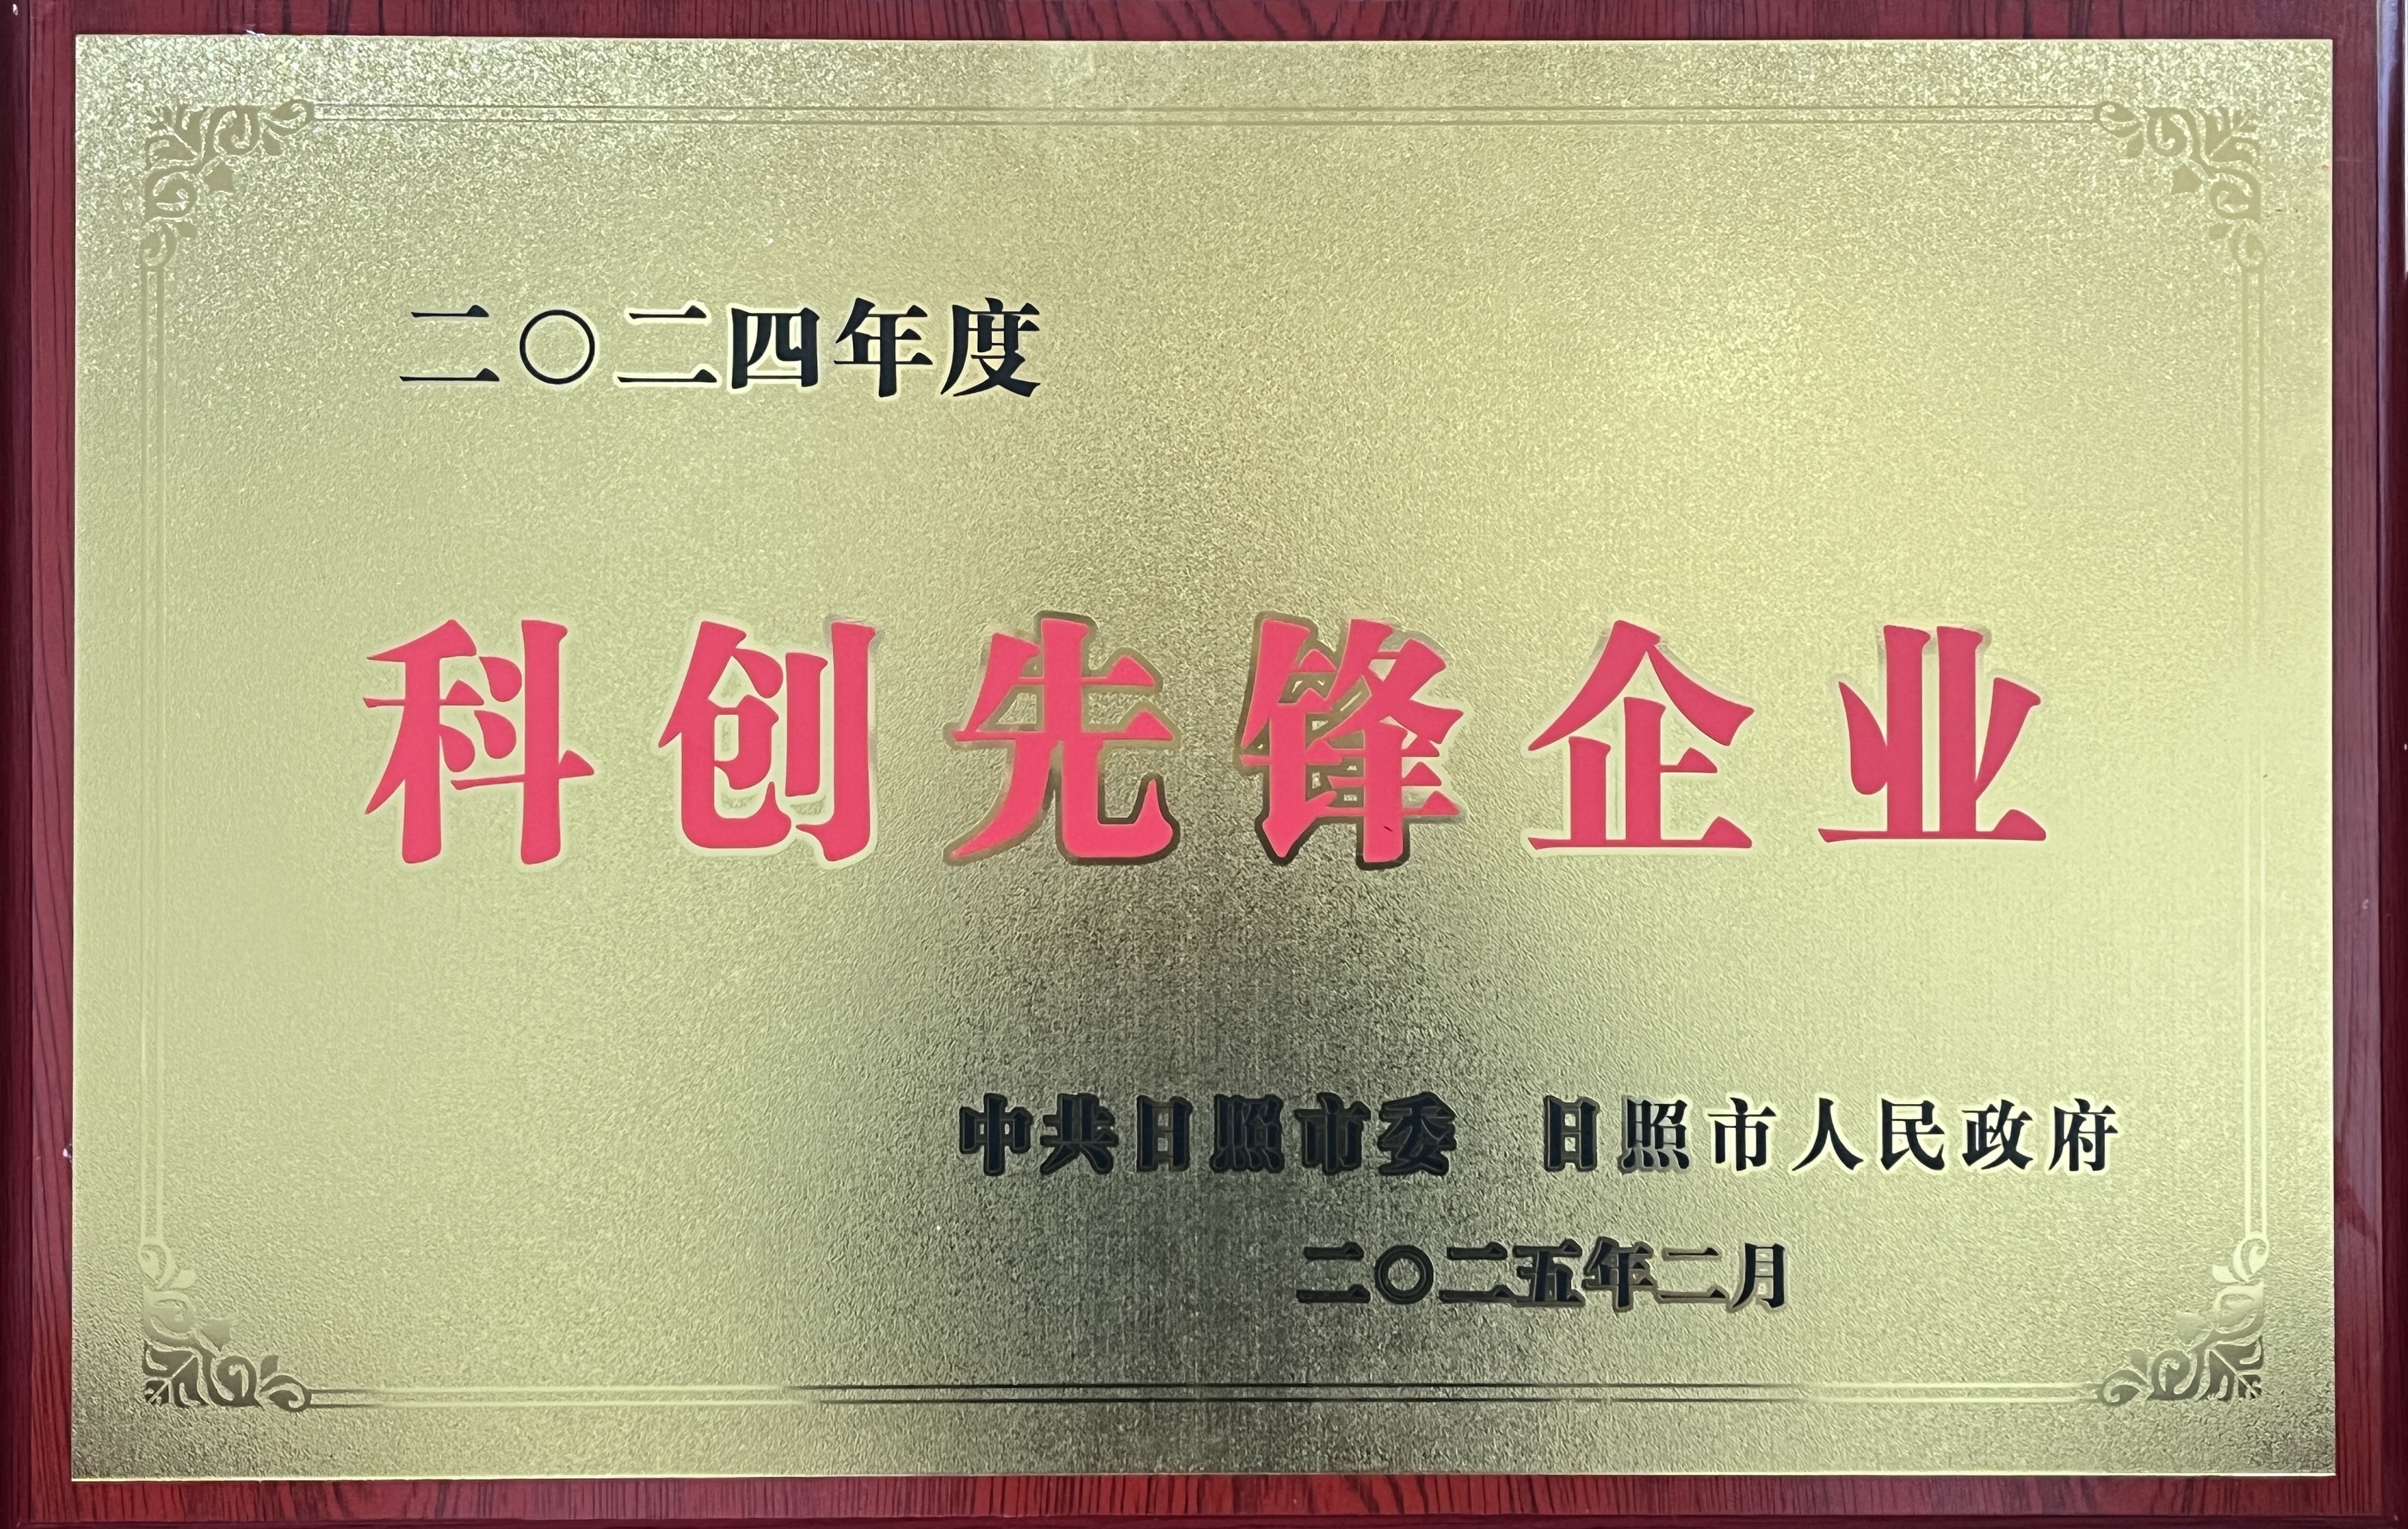 二〇二四年度
科创先锋企业
中共日照市委 日照市人民政府
二〇二五年二月